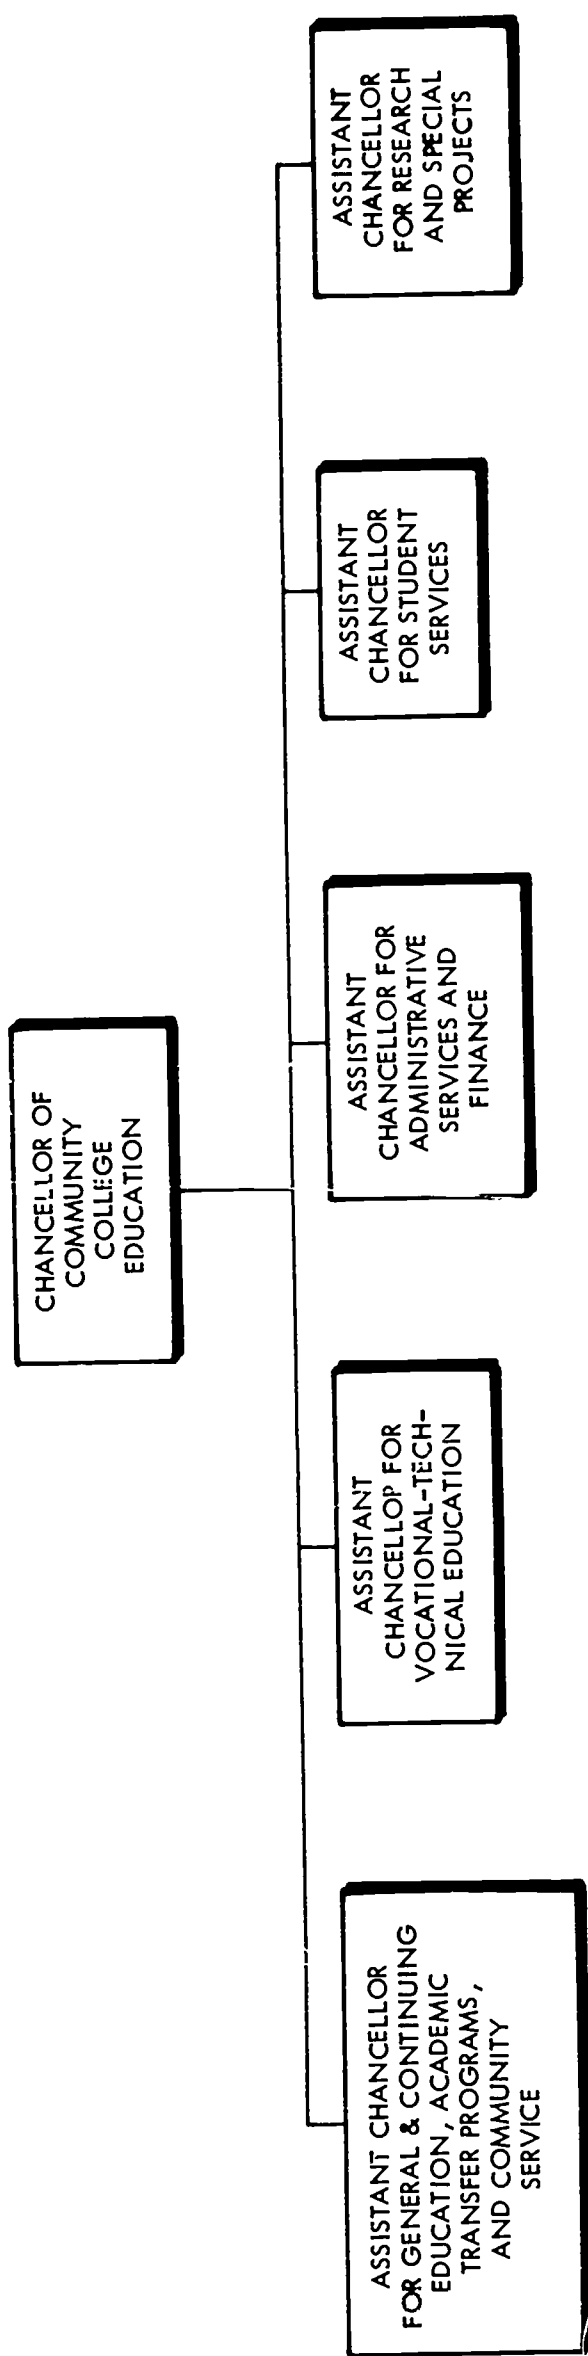 CHANCELLOR OF
COMMUNITY
COLLEGE
EDUCATION
ASSISTANT CHANCELLOR
FOR GENERAL & CONTINUING
EDUCATION, ACADEMIC
TRANSFER PROGRAMS,
AND COMMUNITY
SERVICE
ASSISTANT
CHANCELLOP FOR
VOCATIONAL-TECH-
NICAL EDUCATION
ASSISTANT
CHANCELLOR FOR
ADMINISTRATIVE
SERVICES AND
FINANCE
ASSISTANT
CHANCELLOR
FOR STUDENT
SERVICES
ASSISTANT
CHANCELLOR
FOR RESEARCH
AND SPECIAL
PROJECTS